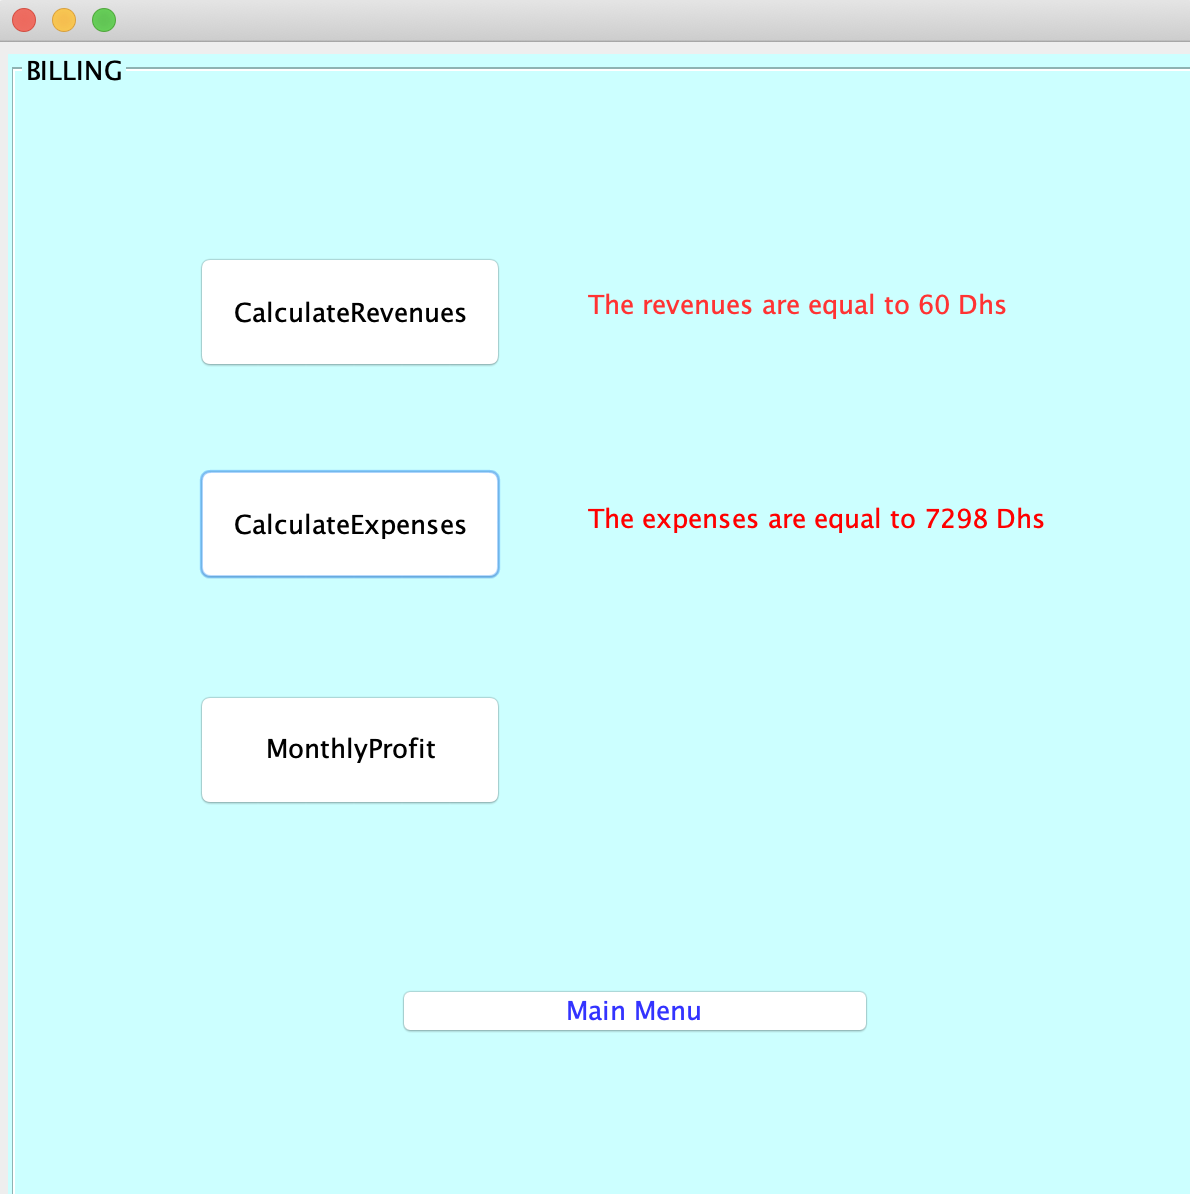 BILLING
CalculateRevenues
The revenues are equal to 60 Dhs
CalculateExpenses
The expenses are equal to 7298 Dhs
MonthlyProfit
Main Menu